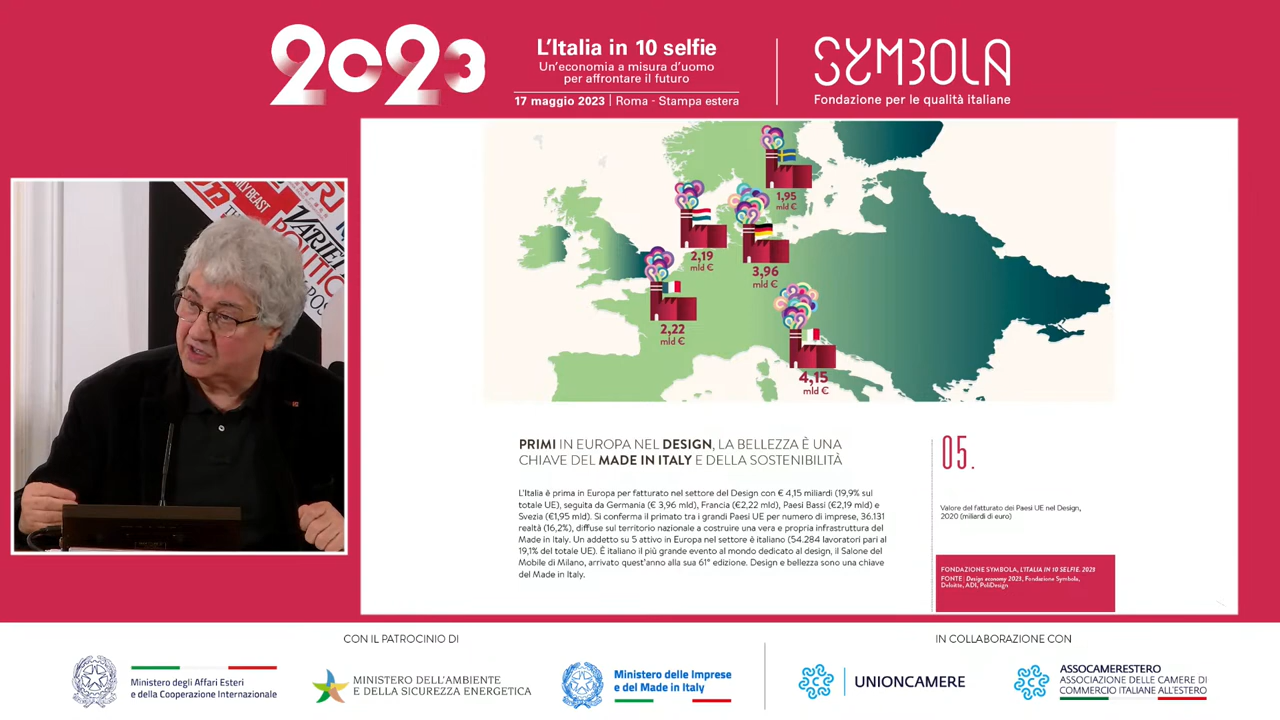 2023
L'Italia in 10 selfie
Un'economia a misura d'uomo
per affrontare il futuro
17 maggio 2023 | Roma - Stampa estera
SYMBOLA
Fondazione per le qualità italiane
DAILY BEAST
VARIETY
POLITIC
1,95
mld €
2,19
mld €
3,96
mld €
2,22
mld €
4,15
mld €
PRIMI IN EUROPA NEL DESIGN, LA BELLEZZA È UNA
CHIAVE DEL MADE IN ITALY E DELLA SOSTENIBILITÀ
L'Italia è prima in Europa per fatturato nel settore del Design con € 4,15 miliardi (19,9% sul
totale UE), seguita da Germania (€ 3,96 mld), Francia (€2,22 mld), Paesi Bassi (€2,19 mld) e
Svezia (€1,95 mld). Si conferma il primato tra i grandi Paesi UE per numero di imprese, 36.131
realtà (16,2%), diffuse sul territorio nazionale a costruire una vera e propria infrastruttura del
Made in Italy. Un addetto su 5 attivo in Europa nel settore è italiano (54.284 lavoratori pari al
19,1% del totale UE). È italiano il più grande evento al mondo dedicato al design, il Salone del
Mobile di Milano, arrivato quest'anno alla sua 61° edizione. Design e bellezza sono una chiave
del Made in Italy.
05.
Valore del fatturato dei Paesi UE nel Design,
2020 (miliardi di euro)
FONDAZIONE SYMBOLA, L'ITALIA IN 10 SELFIE. 2023
FONTE | Design economy 2023, Fondazione Symbola,
Deloitte, ADI, PoliDesign
CON IL PATROCINIO DI
Ministero degli Affari Esteri
e della Cooperazione Internazionale
MINISTERO DELL'AMBIENTE
E DELLA SICUREZZA ENERGETICA
Ministero delle Imprese
e del Made in Italy
IN COLLABORAZIONE CON
UNIONCAMERE
ASSOCAMERESTERO
ASSOCIAZIONE DELLE CAMERE DI
COMMERCIO ITALIANE ALL'ESTERO